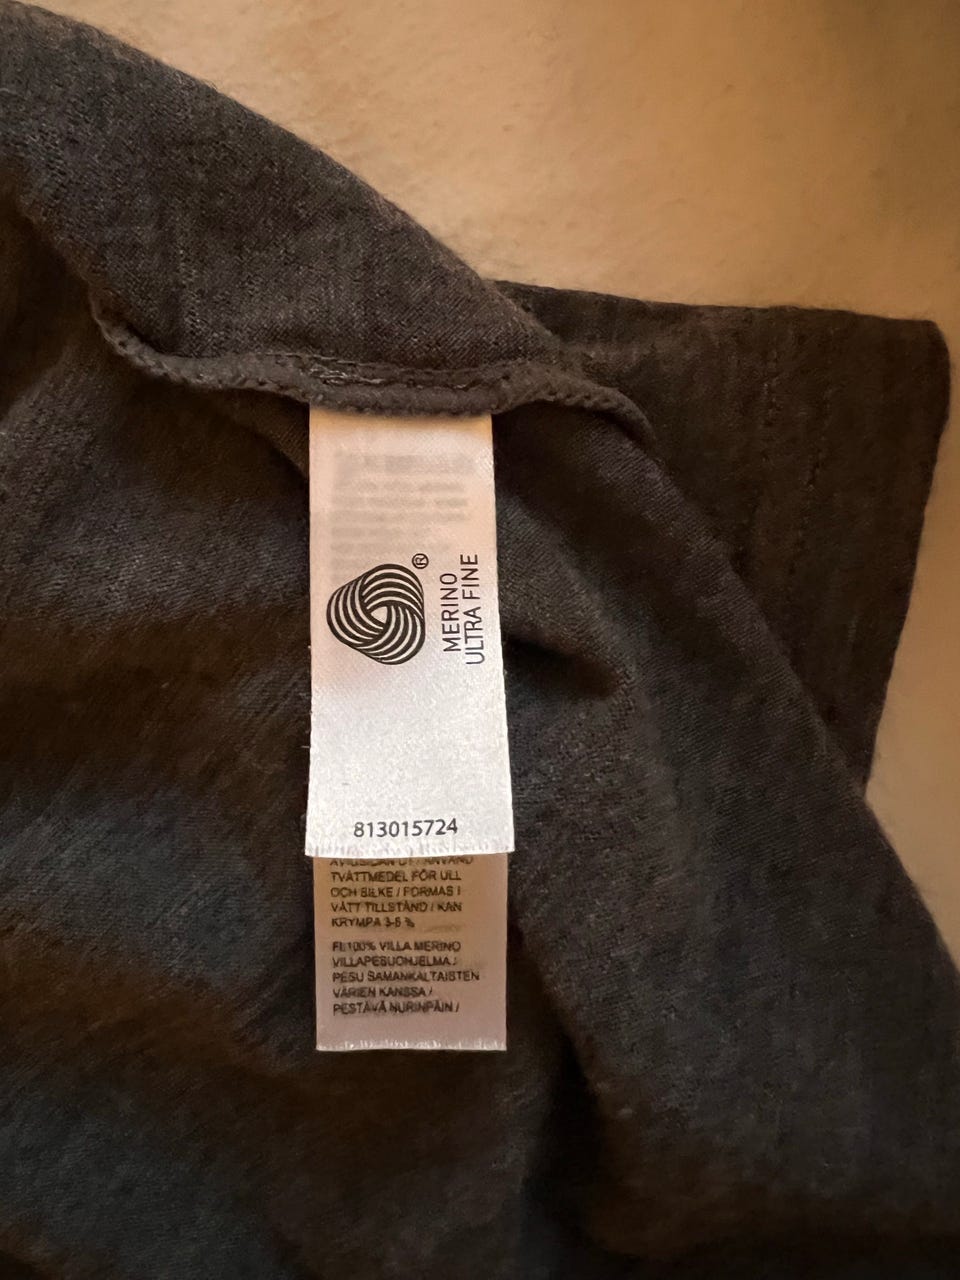 ®
MERINO
ULTRA FINE
813015724
TVÄTTMEDEL FÖR ULL
OCH SILKE / FORMAS I
VÅTT TILLSTÅND / KAN
KRYMPA 3-5 %
FI:100% VILLA MERINO
VILLAPESUOHJELMA /
PESU SAMANKALTAISTEN
VÄRIEN KANSSA /
PESTÄVÄ NURINPÄIN /